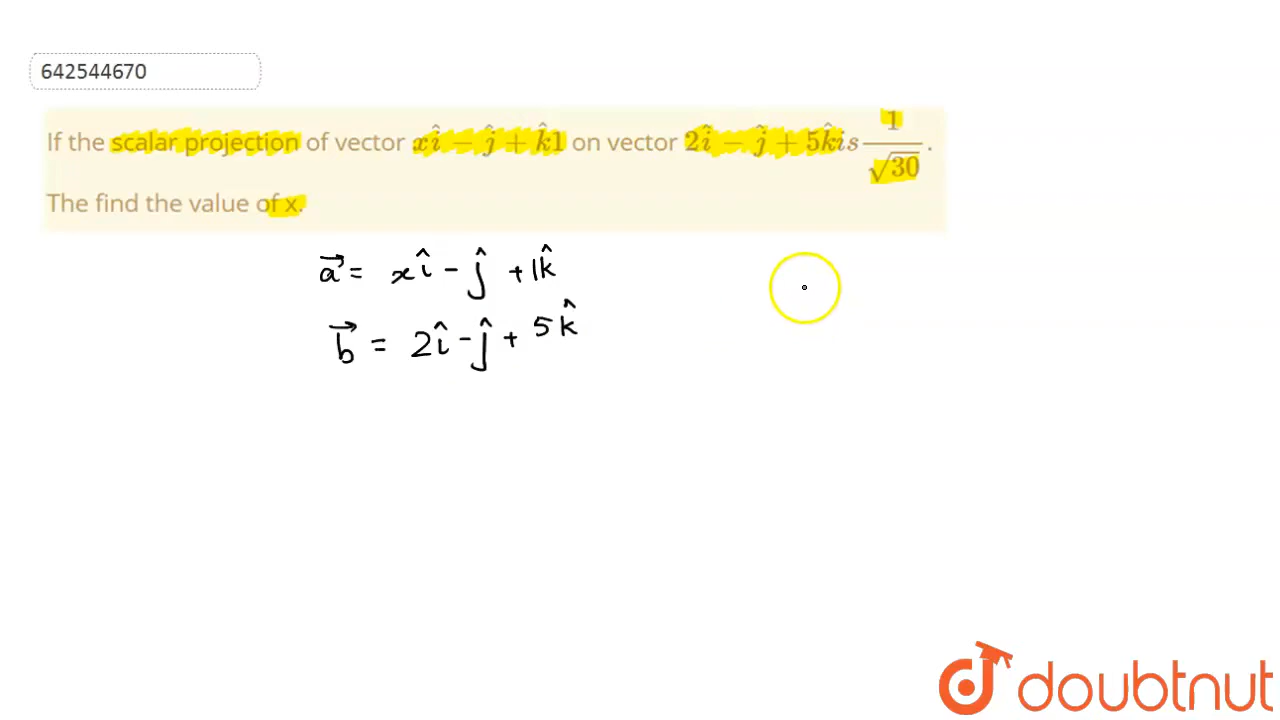 642544670
If the scalar projection of vector xî − ĵ + k̂1 on vector 2î − ĵ + 5k̂is 1/√30.
The find the value of x.
a⃗ = xî − ĵ + 1k̂
b⃗ = 2î − ĵ + 5k̂
doubtnut